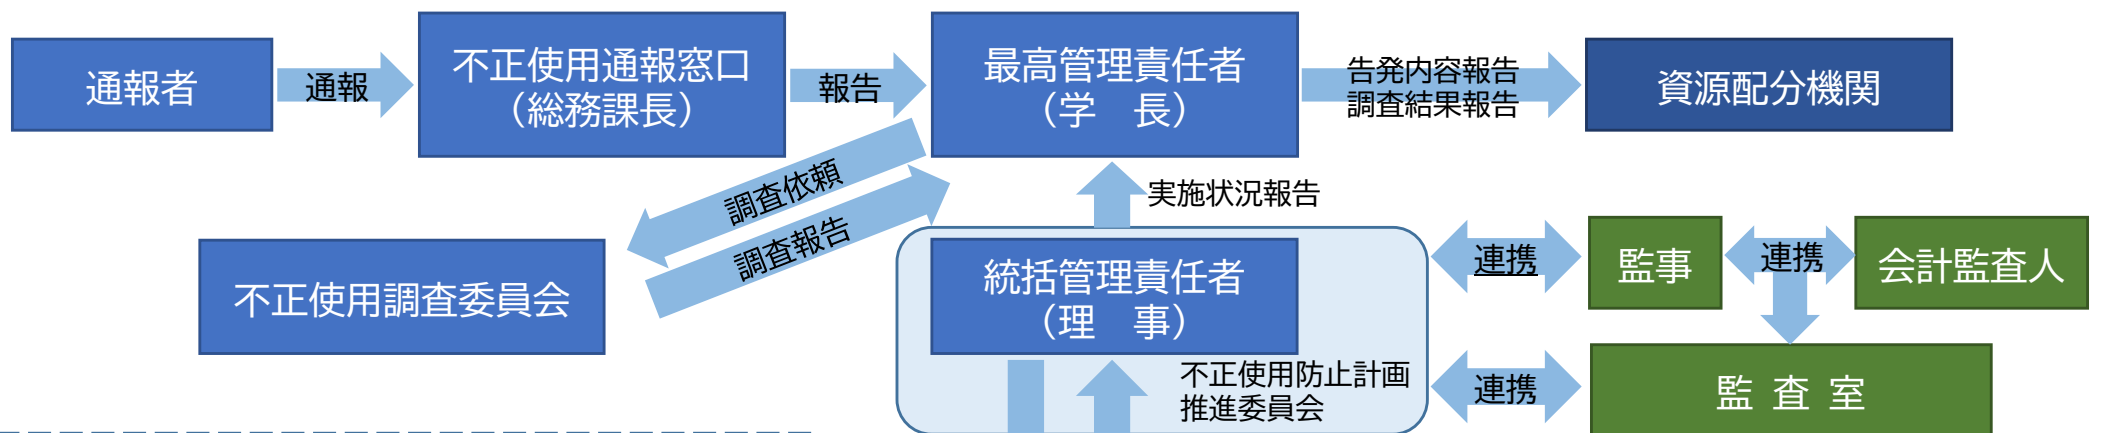 通報者
通報
不正使用通報窓口
（総務課長）
報告
最高管理責任者
（学　長）
告発内容報告
調査結果報告
資源配分機関
調査依頼
調査報告
実施状況報告
不正使用調査委員会
統括管理責任者
（理　事）
連携
監事
連携
会計監査人
不正使用防止計画
推進委員会
連携
監 査 室